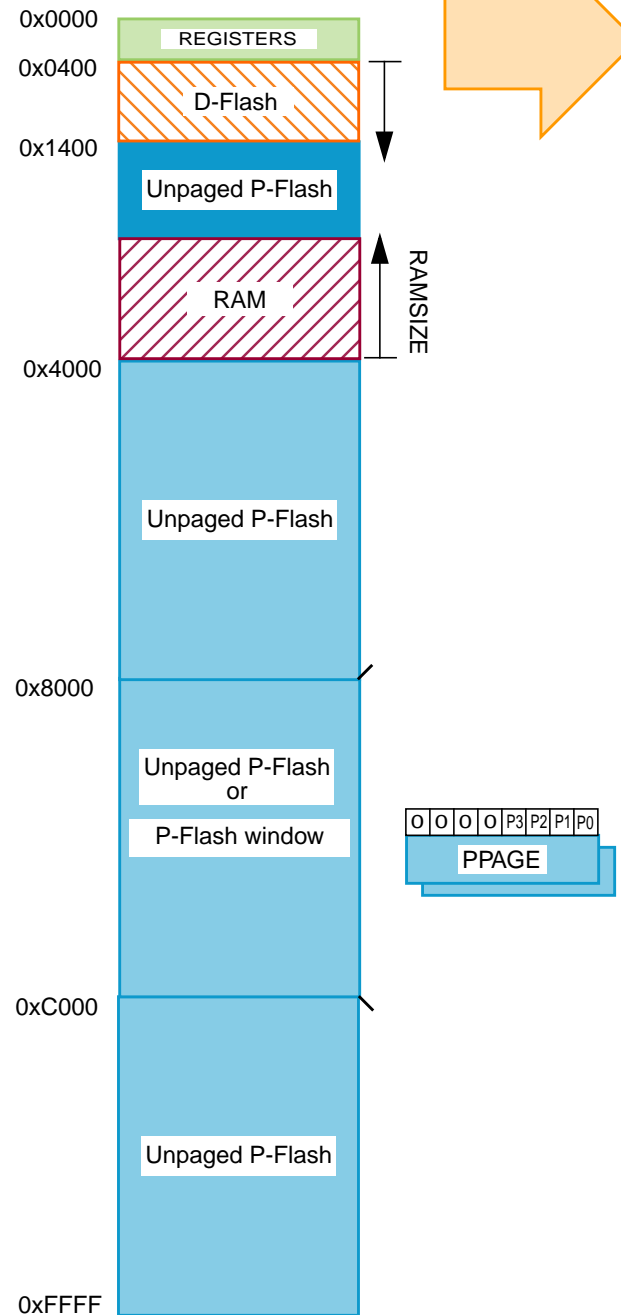 0x0000
REGISTERS
0x0400
D-Flash
0x1400
Unpaged P-Flash
RAM
RAMSIZE
0x4000
Unpaged P-Flash
0x8000
Unpaged P-Flash
or
P-Flash window
0 0 0 0 P3 P2 P1 P0
PPAGE
0xC000
Unpaged P-Flash
0xFFFF